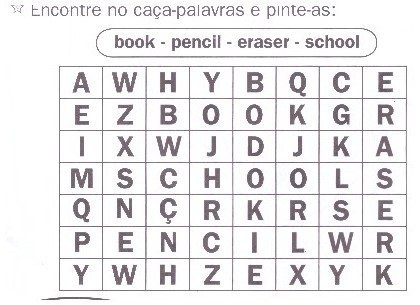 Encontre no caça-palavras e pinte-as:
book - pencil - eraser - school
A W H Y B Q C E
E Z B O O K G R
I X W J D J K A
M S C H O O L S
Q N Ç R K R S E
P E N C I L W R
Y W H Z E X Y K